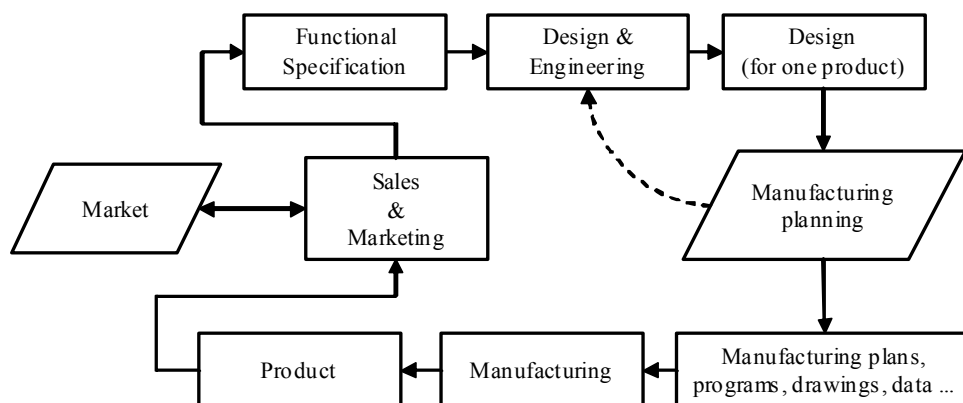 Functional
Specification
Design &
Engineering
Design
(for one product)
Market
Sales
&
Marketing
Manufacturing
planning
Product
Manufacturing
Manufacturing plans,
programs, drawings, data ...